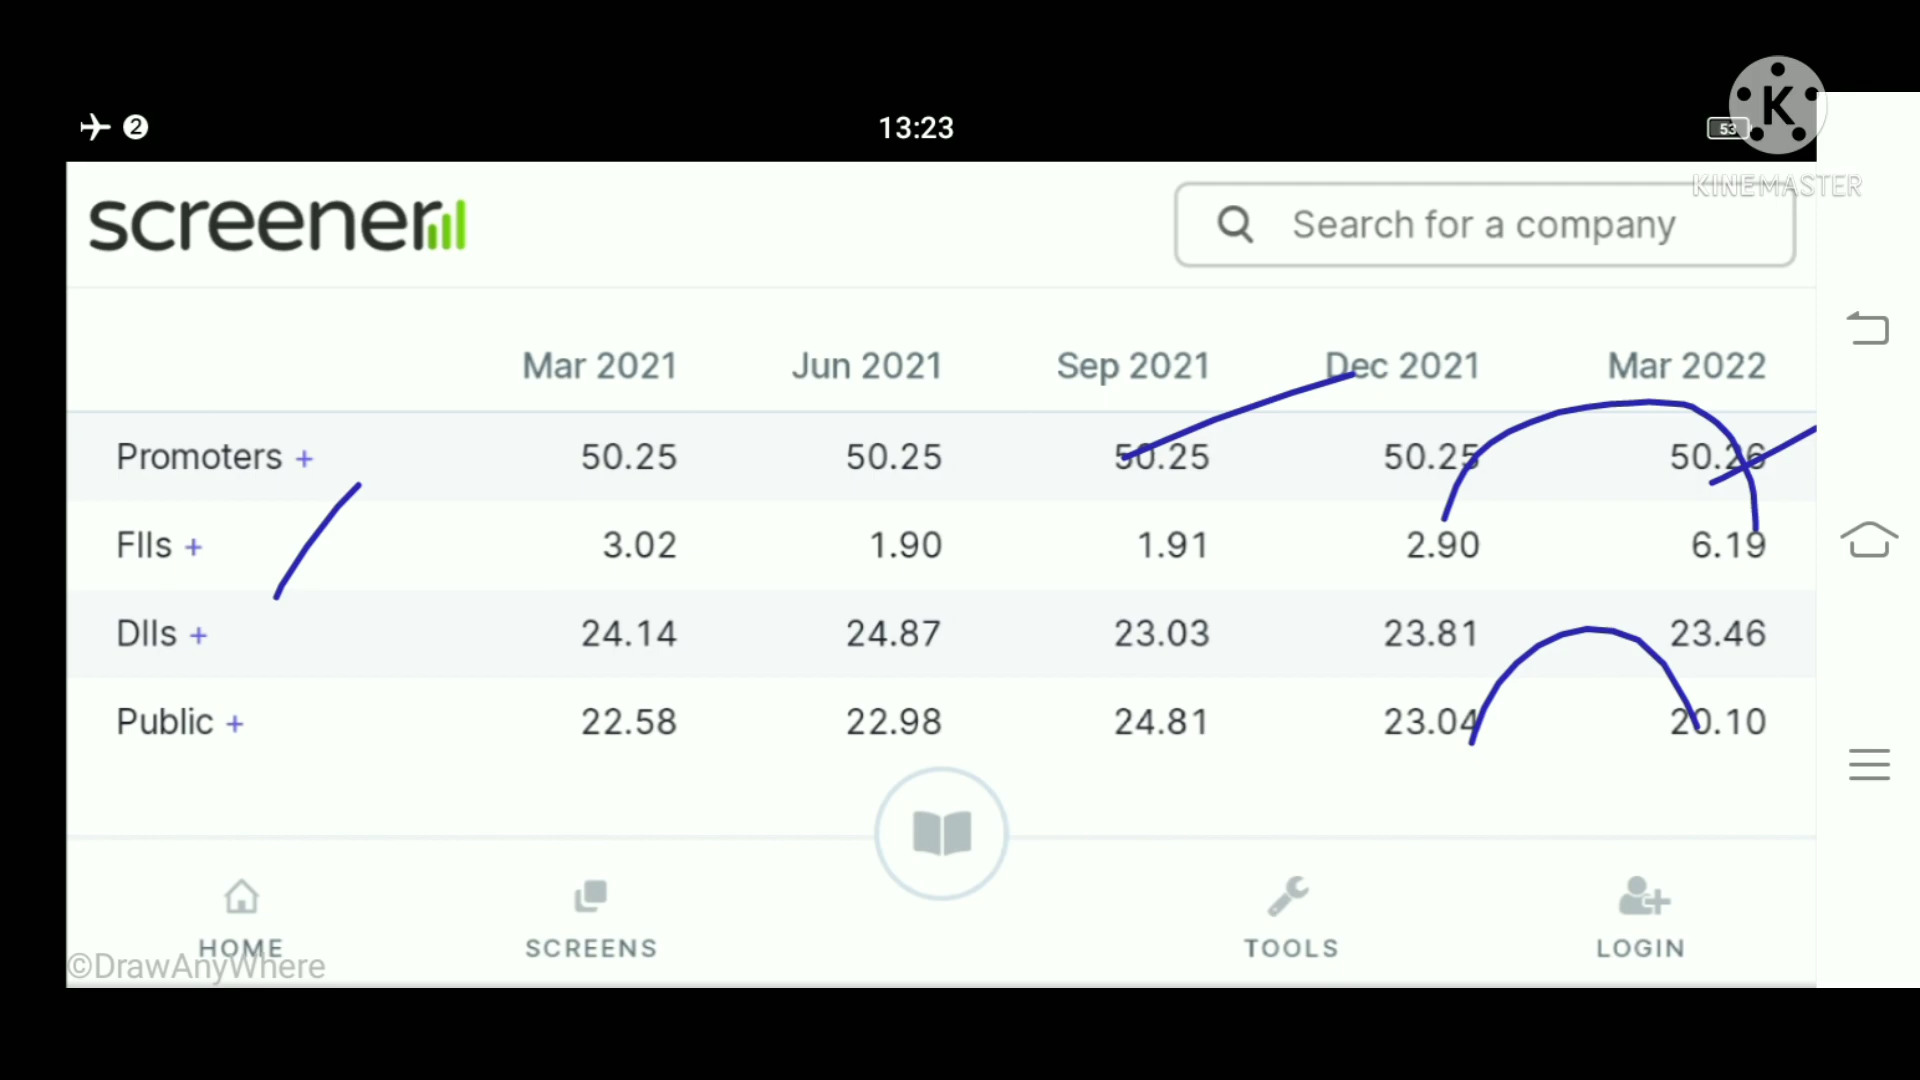 2 13:23 53
K
KINEMASTER
screener
Search for a company
Mar 2021 Jun 2021 Sep 2021 Dec 2021 Mar 2022
Promoters + 50.25 50.25 50.25 50.25 50.26
FIIs + 3.02 1.90 1.91 2.90 6.19
DIIs + 24.14 24.87 23.03 23.81 23.46
Public + 22.58 22.98 24.81 23.04 20.10
HOME SCREENS TOOLS LOGIN
©DrawAnyWhere